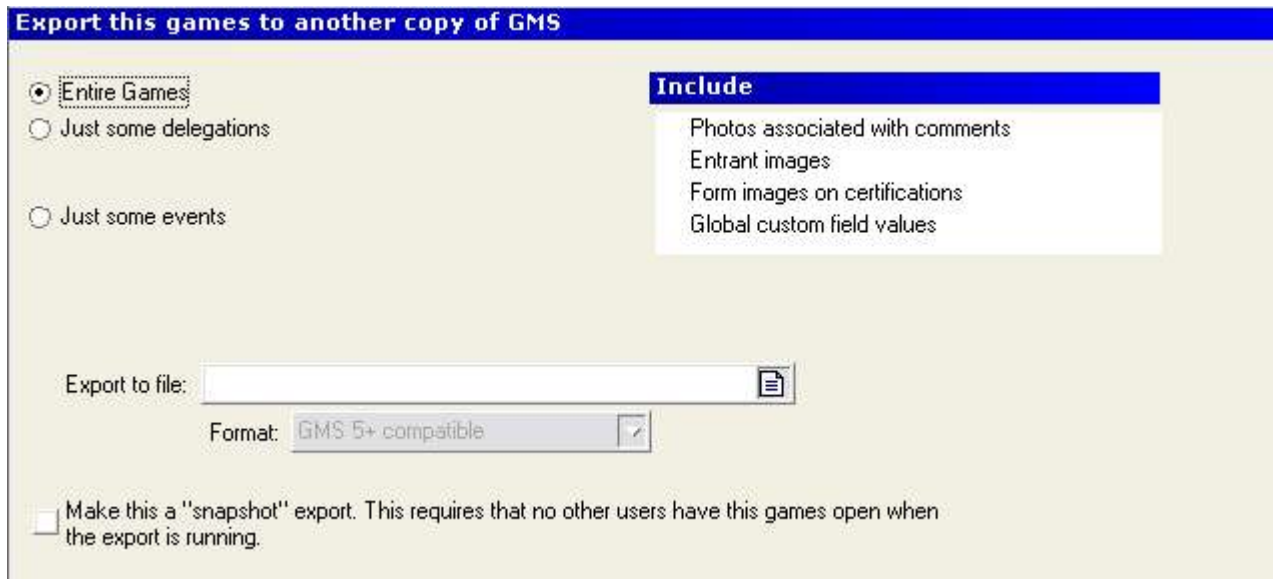 Export this games to another copy of GMS
Entire Games
Just some delegations
Just some events
Include
Photos associated with comments
Entrant images
Form images on certifications
Global custom field values
Export to file:
Format: GMS 5+ compatible
Make this a "snapshot" export. This requires that no other users have this games open when
the export is running.